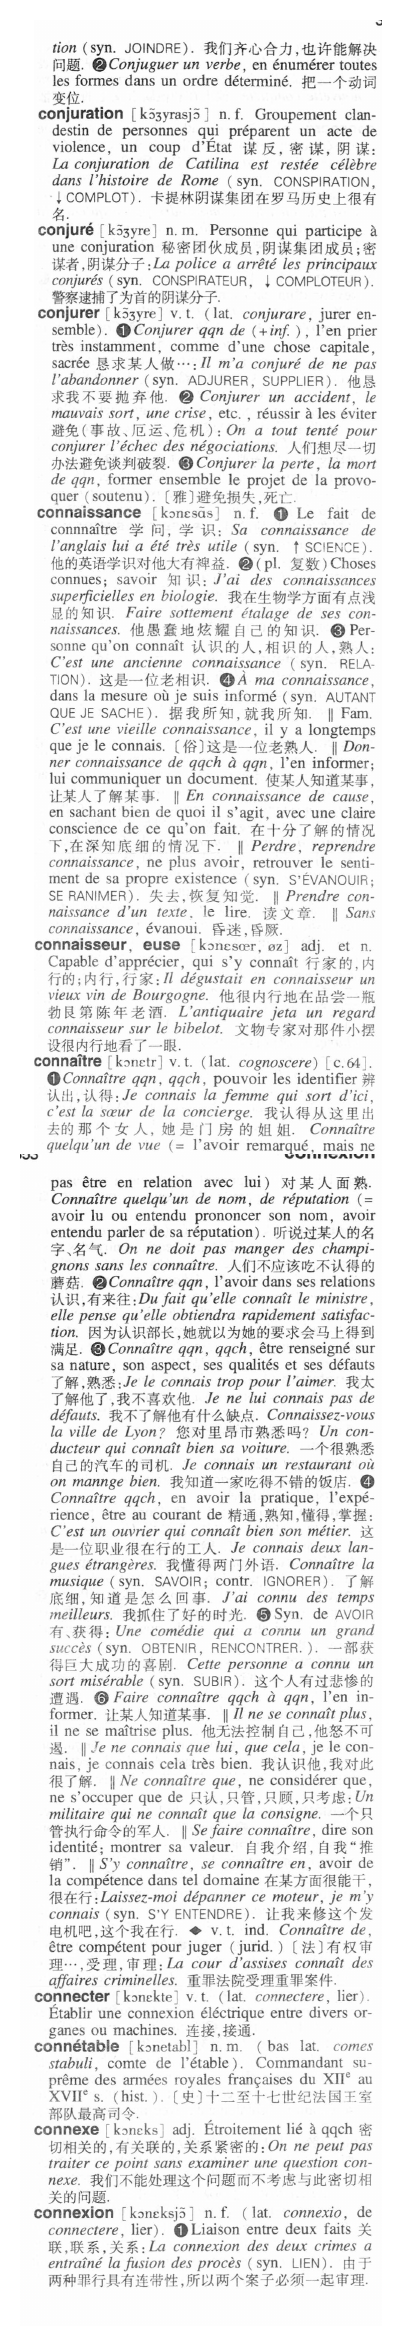 tion (syn. JOINDRE). 我们齐心合力,也许能解决
问题. ❷ Conjuguer un verbe, en énumérer toutes
les formes dans un ordre déterminé. 把一个动词
变位.
conjuration [kɔ̃ʒyrasjɔ̃] n. f. Groupement clan-
destin de personnes qui préparent un acte de
violence, un coup d'État 谋反, 密谋, 阴谋:
La conjuration de Catilina est restée célèbre
dans l'histoire de Rome (syn. CONSPIRATION,
↓ COMPLOT). 卡提林阴谋集团在罗马历史上很有
名.
conjuré [kɔ̃ʒyre] n. m. Personne qui participe à
une conjuration 秘密团伙成员,阴谋集团成员;密
谋者,阴谋分子:La police a arrêté les principaux
conjurés (syn. CONSPIRATEUR, ↓ COMPLOTEUR).
警察逮捕了为首的阴谋分子.
conjurer [kɔ̃ʒyre] v. t. (lat. conjurare, jurer en-
semble). ❶ Conjurer qqn de (+inf.), l'en prier
très instamment, comme d'une chose capitale,
sacrée 恳求某人做…:Il m'a conjuré de ne pas
l'abandonner (syn. ADJURER, SUPPLIER). 他恳
求我不要抛弃他. ❷ Conjurer un accident, le
mauvais sort, une crise, etc., réussir à les éviter
避免(事故、厄运、危机):On a tout tenté pour
conjurer l'échec des négociations. 人们想尽一切
办法避免谈判破裂. ❸ Conjurer la perte, la mort
de qqn, former ensemble le projet de la provo-
quer (soutenu). [雅]避免损失,死亡.
connaissance [kɔnɛsɑ̃s] n. f. ❶ Le fait de
connnaître 学问, 学识: Sa connaissance de
l'anglais lui a été très utile (syn. ↑ SCIENCE).
他的英语学识对他大有裨益. ❷ (pl. 复数) Choses
connues; savoir 知识: J'ai des connaissances
superficielles en biologie. 我在生物学方面有点浅
显的知识. Faire sottement étalage de ses con-
naissances. 他愚蠢地炫耀自己的知识. ❸ Per-
sonne qu'on connaît 认识的人,相识的人,熟人:
C'est une ancienne connaissance (syn. RELA-
TION). 这是一位老相识. ❹ À ma connaissance,
dans la mesure où je suis informé (syn. AUTANT
QUE JE SACHE). 据我所知,就我所知. ‖ Fam.
C'est une vieille connaissance, il y a longtemps
que je le connais. [俗]这是一位老熟人. ‖ Don-
ner connaissance de qqch à qqn, l'en informer;
lui communiquer un document. 使某人知道某事,
让某人了解某事. ‖ En connaissance de cause,
en sachant bien de quoi il s'agit, avec une claire
conscience de ce qu'on fait. 在十分了解的情况
下,在深知底细的情况下. ‖ Perdre, reprendre
connaissance, ne plus avoir, retrouver le senti-
ment de sa propre existence (syn. S'ÉVANOUIR;
SE RANIMER). 失去,恢复知觉. ‖ Prendre con-
naissance d'un texte, le lire. 读文章. ‖ Sans
connaissance, évanoui. 昏迷,昏厥.
connaisseur, euse [kɔnɛsœr, øz] adj. et n.
Capable d'apprécier, qui s'y connaît 行家的,内
行的;内行,行家:Il dégustait en connaisseur un
vieux vin de Bourgogne. 他很内行地在品尝一瓶
勃艮第陈年老酒. L'antiquaire jeta un regard
connaisseur sur le bibelot. 文物专家对那件小摆
设很内行地看了一眼.
connaître [kɔnɛtr] v. t. (lat. cognoscere) [c.64].
❶ Connaître qqn, qqch, pouvoir les identifier 辨
认出,认得:Je connais la femme qui sort d'ici,
c'est la sœur de la concierge. 我认得从这里出
去的那个女人, 她是门房的姐姐. Connaître
quelqu'un de vue (= l'avoir remarqué, mais ne
connexion
pas être en relation avec lui) 对某人面熟.
Connaître quelqu'un de nom, de réputation (=
avoir lu ou entendu prononcer son nom, avoir
entendu parler de sa réputation). 听说过某人的名
字、名气. On ne doit pas manger des champi-
gnons sans les connaître. 人们不应该吃不认得的
蘑菇. ❷ Connaître qqn, l'avoir dans ses relations
认识,有来往:Du fait qu'elle connaît le ministre,
elle pense qu'elle obtiendra rapidement satisfac-
tion. 因为认识部长,她就以为她的要求会马上得到
满足. ❸ Connaître qqn, qqch, être renseigné sur
sa nature, son aspect, ses qualités et ses défauts
了解,熟悉:Je le connais trop pour l'aimer. 我太
了解他了,我不喜欢他. Je ne lui connais pas de
défauts. 我不了解他有什么缺点. Connaissez-vous
la ville de Lyon? 您对里昂市熟悉吗? Un con-
ducteur qui connaît bien sa voiture. 一个很熟悉
自己的汽车的司机. Je connais un restaurant où
on mannge bien. 我知道一家吃得不错的饭店. ❹
Connaître qqch, en avoir la pratique, l'expé-
rience, être au courant de 精通,熟知,懂得,掌握:
C'est un ouvrier qui connaît bien son métier. 这
是一位职业很在行的工人. Je connais deux lan-
gues étrangères. 我懂得两门外语. Connaître la
musique (syn. SAVOIR; contr. IGNORER). 了解
底细, 知道是怎么回事. J'ai connu des temps
meilleurs. 我抓住了好的时光. ❺ Syn. de AVOIR
有、获得: Une comédie qui a connu un grand
succès (syn. OBTENIR, RENCONTRER.). 一部获
得巨大成功的喜剧. Cette personne a connu un
sort misérable (syn. SUBIR). 这个人有过悲惨的
遭遇. ❻ Faire connaître qqch à qqn, l'en in-
former. 让某人知道某事. ‖ Il ne se connaît plus,
il ne se maîtrise plus. 他无法控制自己,他怒不可
遏. ‖ Je ne connais que lui, que cela, je le con-
nais, je connais cela très bien. 我认识他,我对此
很了解. ‖ Ne connaître que, ne considérer que,
ne s'occuper que de 只认,只管,只顾,只考虑:Un
militaire qui ne connaît que la consigne. 一个只
管执行命令的军人. ‖ Se faire connaître, dire son
identité; montrer sa valeur. 自我介绍, 自我“推
销”. ‖ S'y connaître, se connaître en, avoir de
la compétence dans tel domaine 在某方面很能干,
很在行:Laissez-moi dépanner ce moteur, je m'y
connais (syn. S'Y ENTENDRE). 让我来修这个发
电机吧,这个我在行. ◆ v. t. ind. Connaître de,
être compétent pour juger (jurid.) [法]有权审
理…,受理,审理:La cour d'assises connaît des
affaires criminelles. 重罪法院受理重罪案件.
connecter [kɔnɛkte] v. t. (lat. connectere, lier).
Établir une connexion éléctrique entre divers or-
ganes ou machines. 连接,接通.
connétable [kɔnetabl] n. m. (bas lat. comes
stabuli, comte de l'étable). Commandant su-
prême des armées royales françaises du XIIᵉ au
XVIIᵉ s. (hist.). [史]十二至十七世纪法国王室
部队最高司令.
connexe [kɔnɛks] adj. Étroitement lié à qqch 密
切相关的,有关联的,关系紧密的:On ne peut pas
traiter ce point sans examiner une question con-
nexe. 我们不能处理这个问题而不考虑与此密切相
关的问题.
connexion [kɔnɛksjɔ̃] n. f. (lat. connexio, de
connectere, lier). ❶ Liaison entre deux faits 关
联,联系,关系:La connexion des deux crimes a
entraîné la fusion des procès (syn. LIEN). 由于
两种罪行具有连带性,所以两个案子必须一起审理.